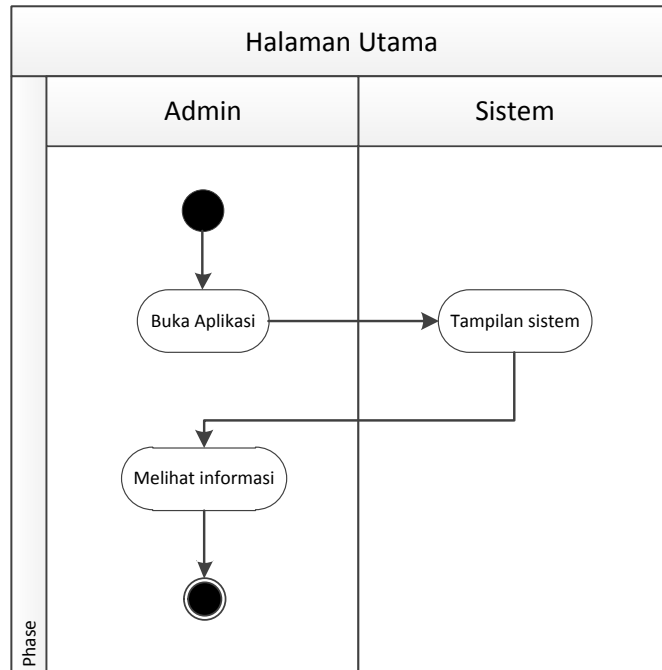 Halaman Utama
Admin
Sistem
Buka Aplikasi
Tampilan sistem
Melihat informasi
Phase